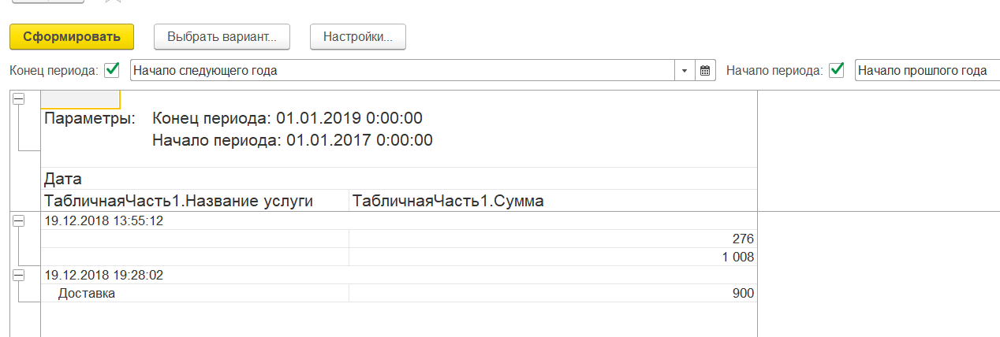 Сформировать Выбрать вариант... Настройки...
Конец периода: Начало следующего года Начало периода: Начало прошлого года
Параметры: Конец периода: 01.01.2019 0:00:00
Начало периода: 01.01.2017 0:00:00
Дата
ТабличнаяЧасть1.Название услуги ТабличнаяЧасть1.Сумма
19.12.2018 13:55:12
276
1 008
19.12.2018 19:28:02
Доставка 900